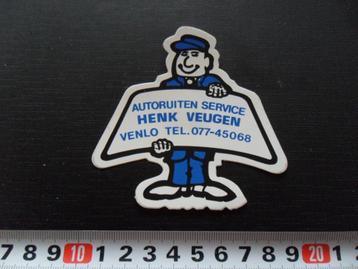 AUTORUITEN SERVICE
HENK VEUGEN
VENLO TEL.077-45068
7 8 9 10 1 2 3 4 5 6 7 8 9 20 1 2